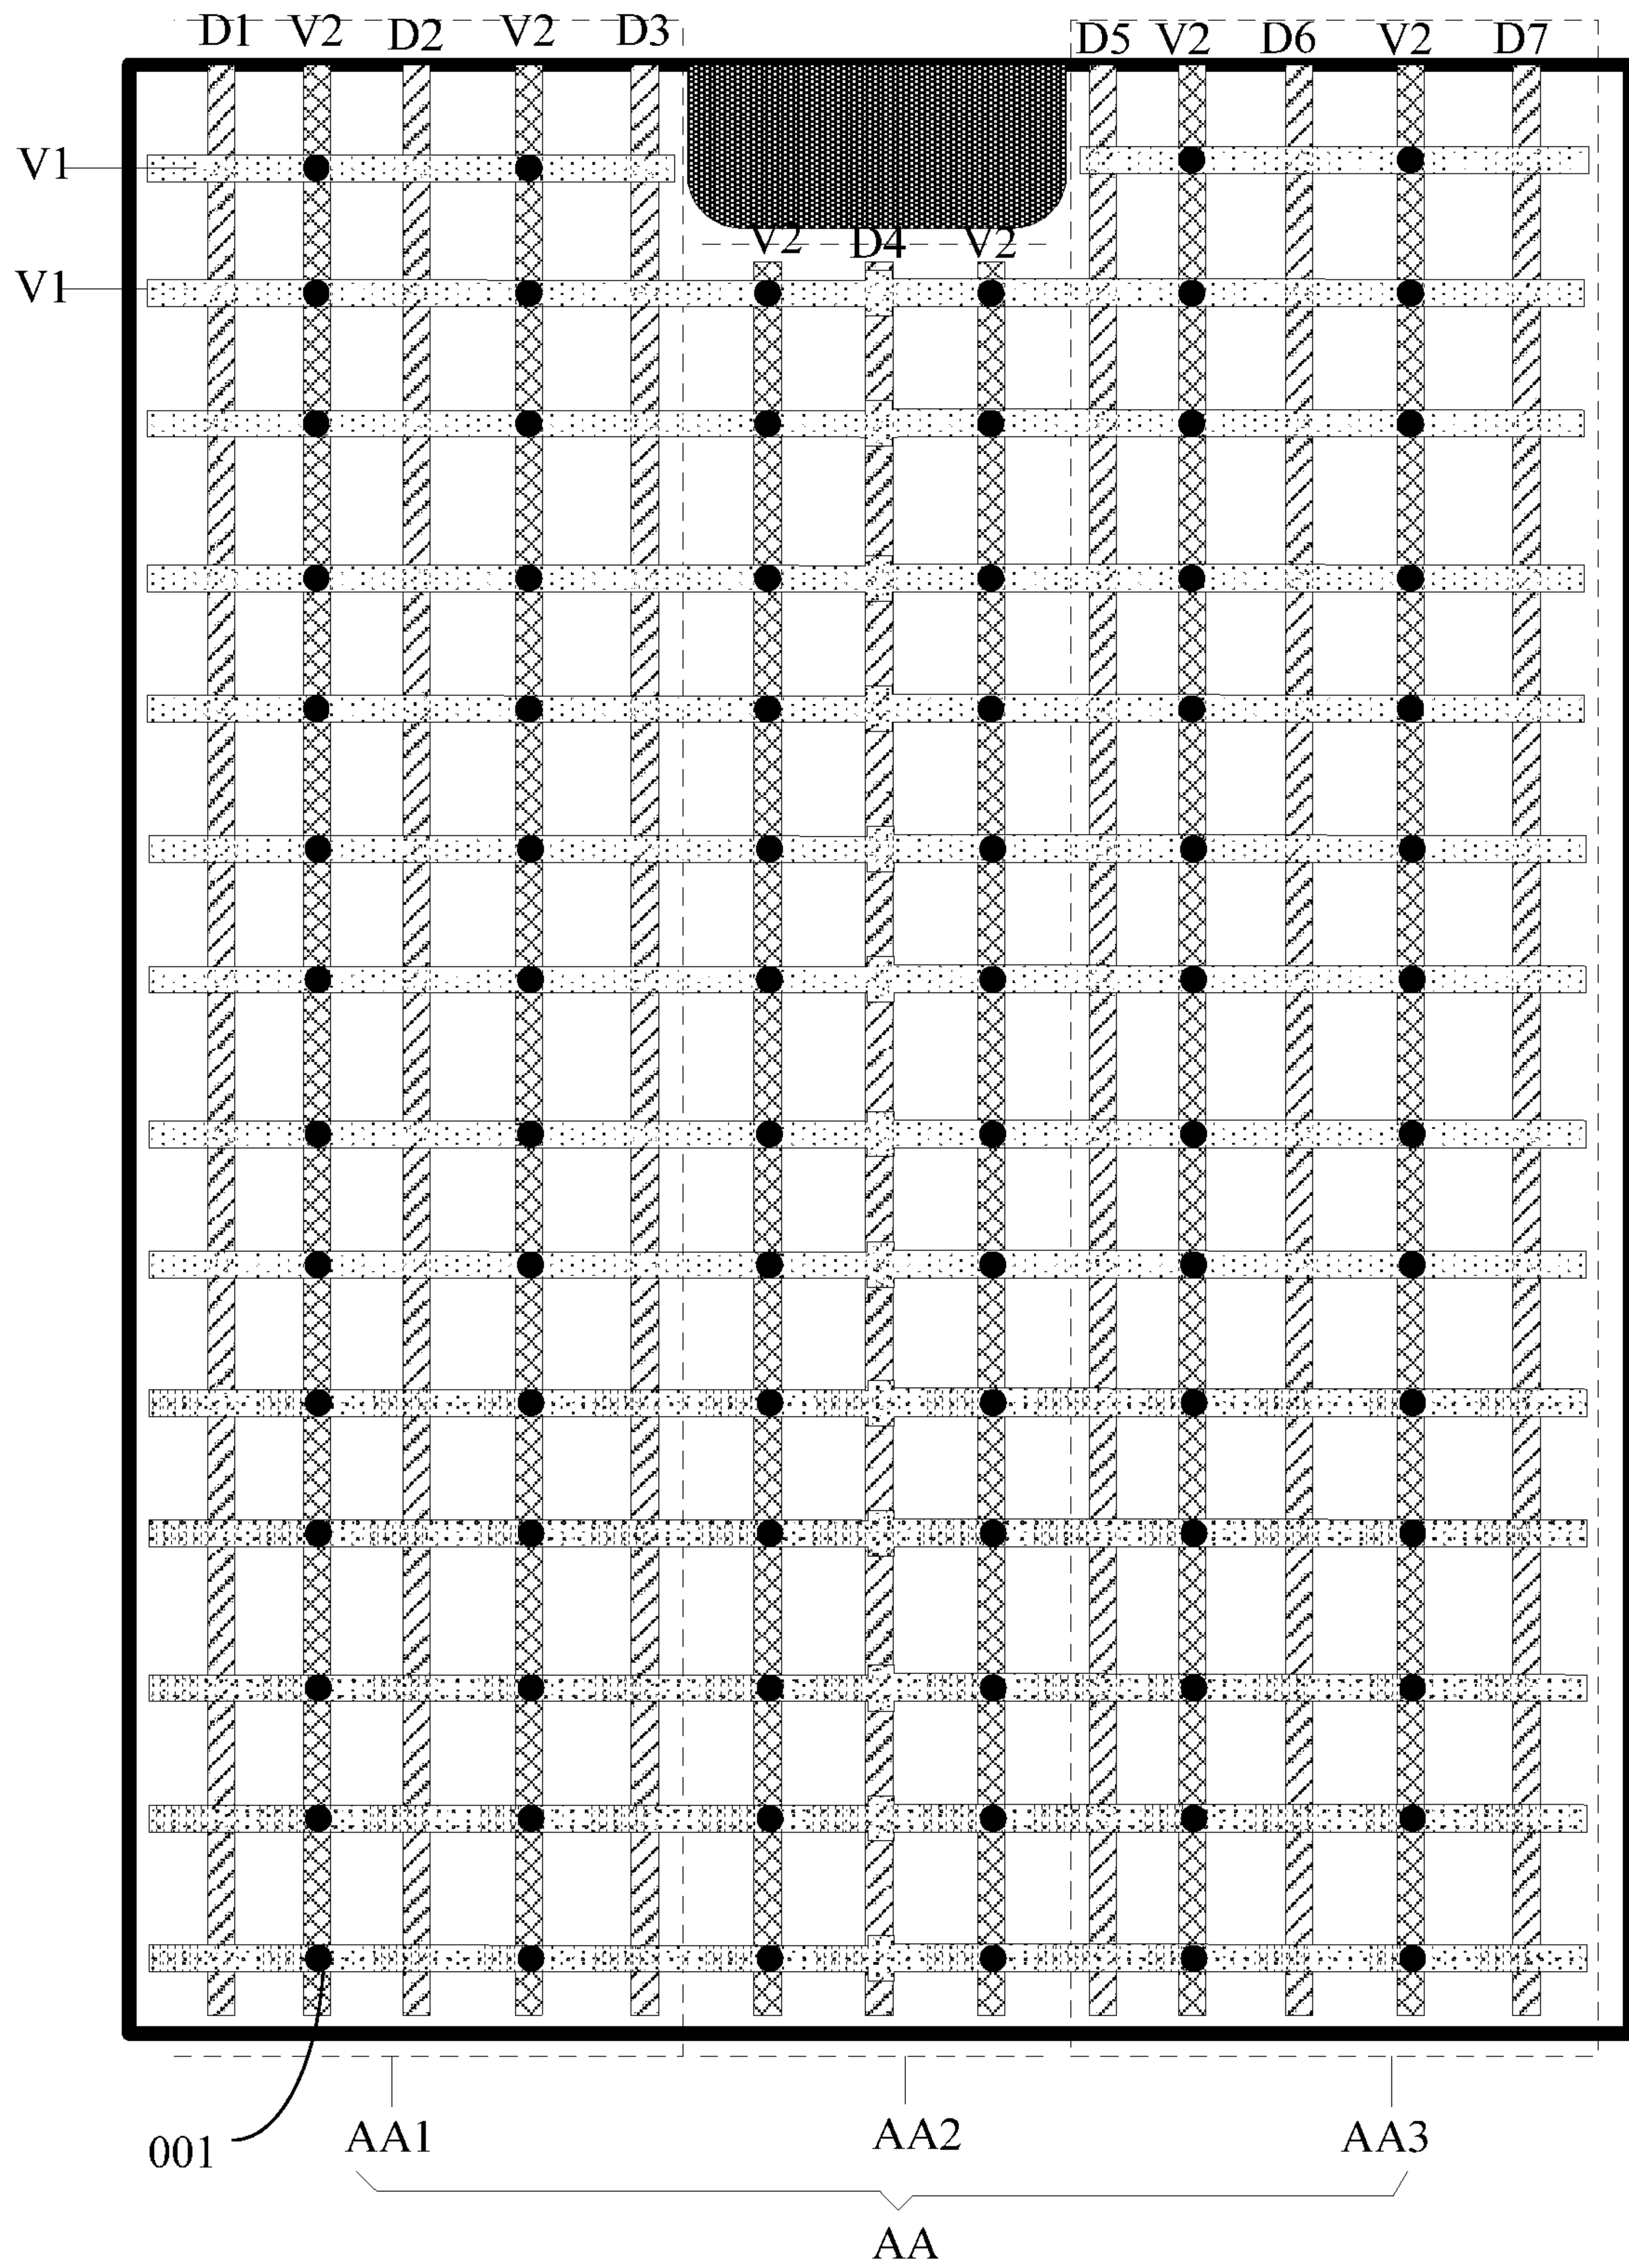 D1 V2 D2 V2 D3 D5 V2 D6 V2 D7
V1
V2 D4 V2
V1
001 AA1 AA2 AA3
AA